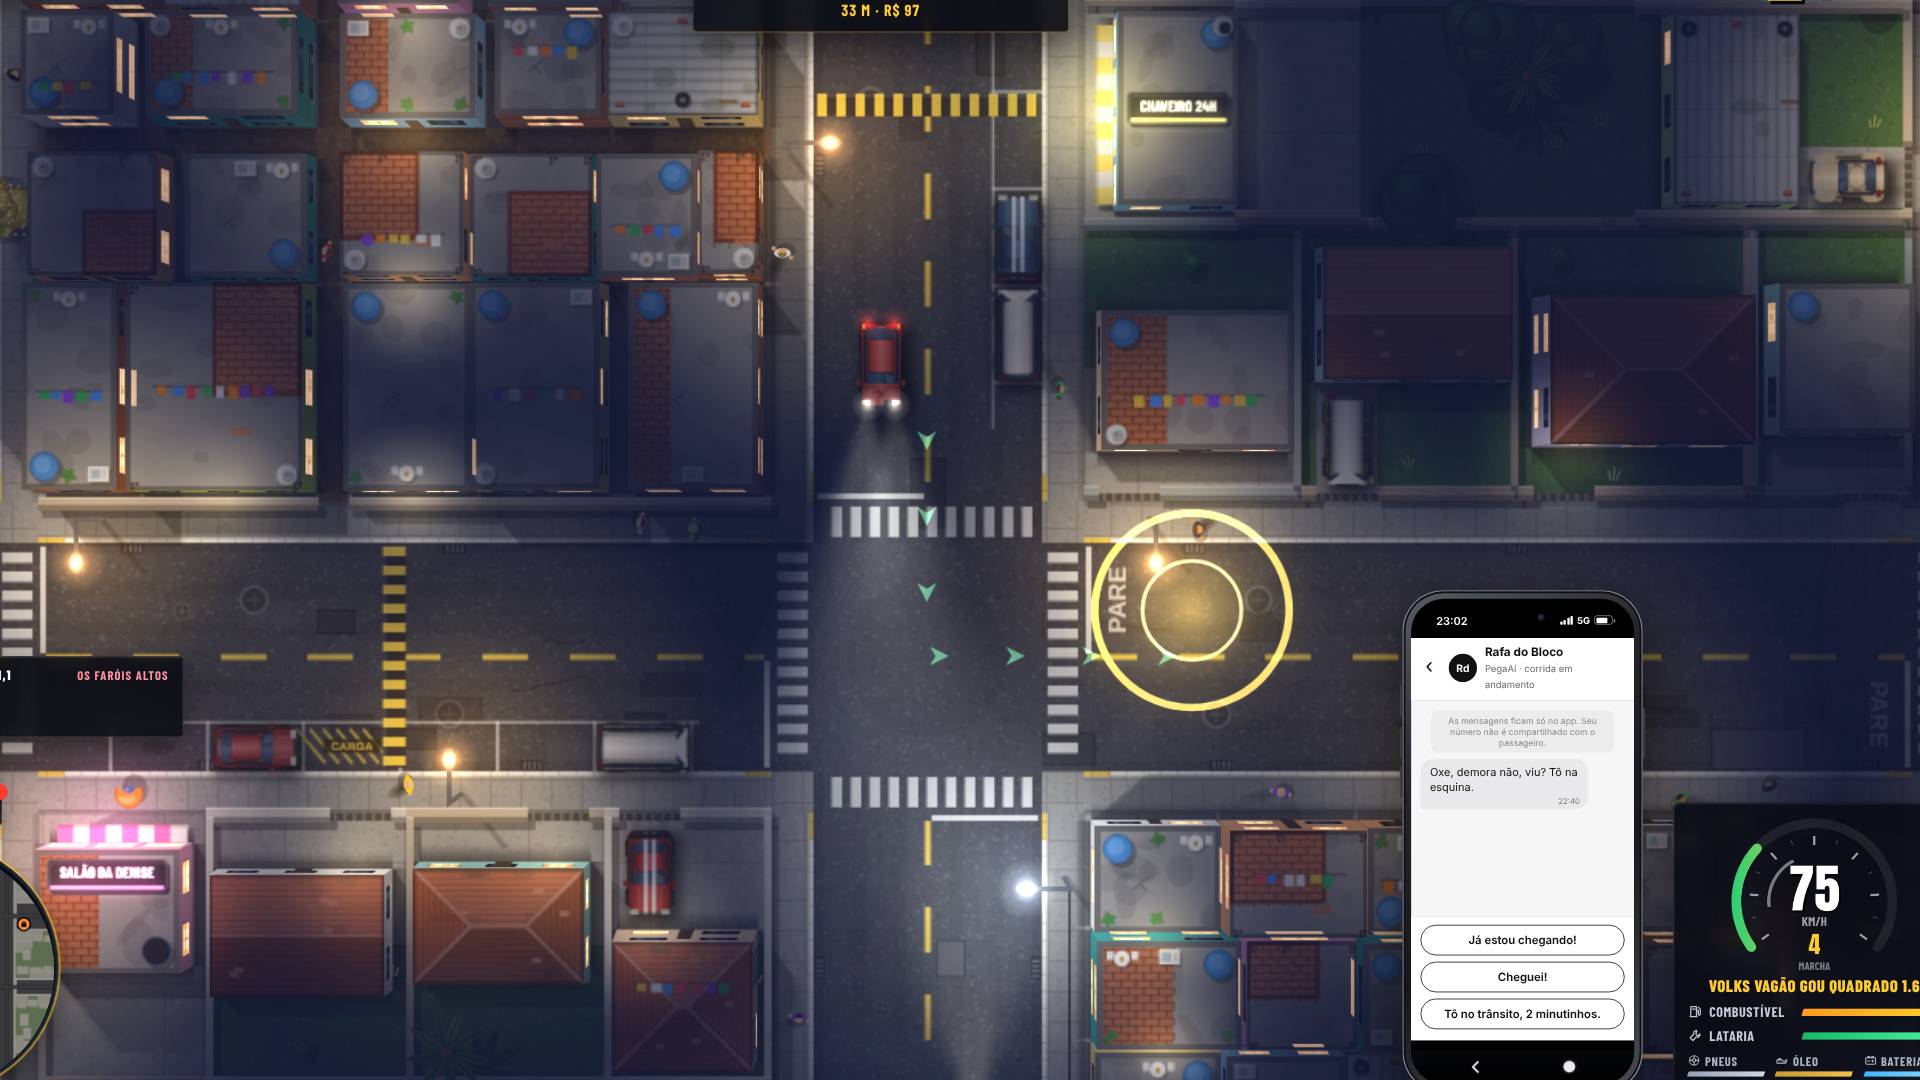 33 M · R$ 97
CHAVEIRO 24H
PARE
23:02
5G
Rd
Rafa do Bloco
PegaAí · corrida em
andamento
As mensagens ficam só no app. Seu
número não é compartilhado com o
passageiro.
Oxe, demora não, viu? Tô na
esquina.
22:40
Já estou chegando!
Cheguei!
Tô no trânsito, 2 minutinhos.
PARE
,1
OS FARÓIS ALTOS
CARGA
SALÃO DA DENISE
75
KM/H
4
MARCHA
VOLKS VAGÃO GOU QUADRADO 1.6
COMBUSTÍVEL
LATARIA
PNEUS
ÓLEO
BATERIA